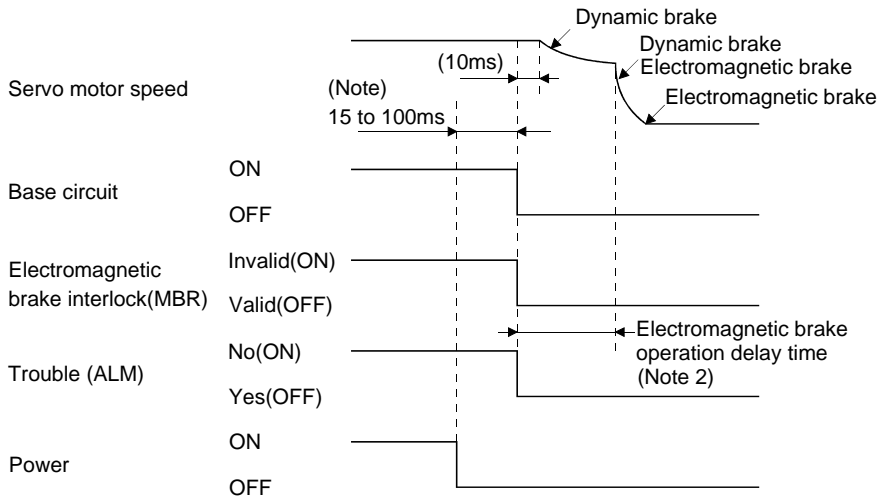 Dynamic brake
Dynamic brake
Electromagnetic brake
Electromagnetic brake
(10ms)
Servo motor speed
(Note)
15 to 100ms
Base circuit
ON
OFF
Electromagnetic
brake interlock(MBR)
Invalid(ON)
Valid(OFF)
Electromagnetic brake
operation delay time
(Note 2)
Trouble (ALM)
No(ON)
Yes(OFF)
Power
ON
OFF